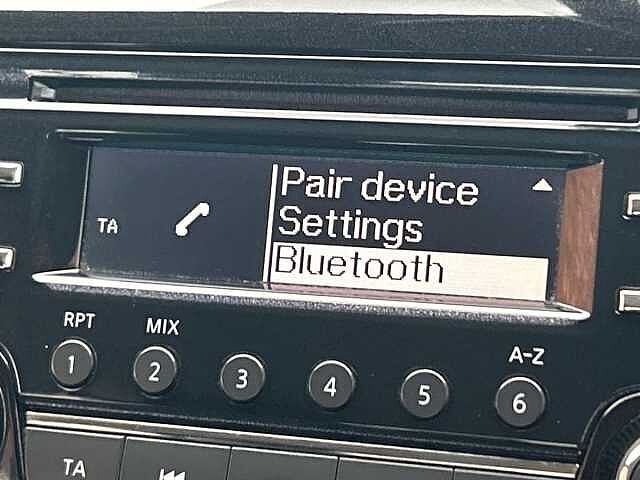 Pair device
Settings
TA
Bluetooth
RPT
MIX
A-Z
1
2
3
4
5
6
TA